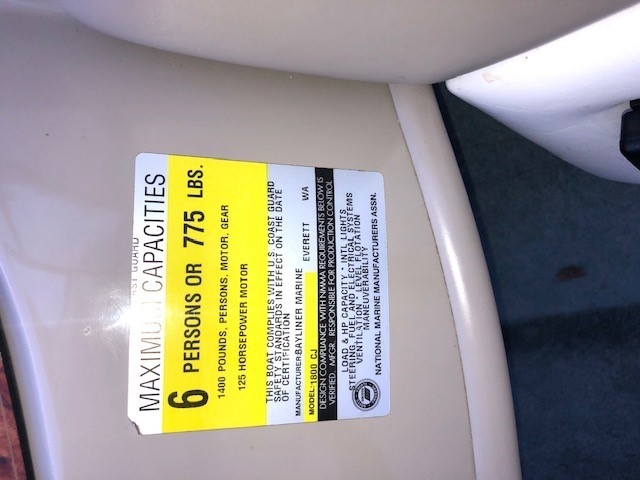 MAXIMUM CAPACITIES
6 PERSONS OR 775 LBS.
1400 POUNDS, PERSONS, MOTOR, GEAR
125 HORSEPOWER MOTOR
THIS BOAT COMPLIES WITH U.S. COAST GUARD
SAFETY STANDARDS IN EFFECT ON THE DATE
OF CERTIFICATION
MANUFACTURER:BAYLINER MARINE EVERETT WA
MODEL:1800 CJ
DESIGN COMPLIANCE WITH NMMA REQUIREMENTS BELOW IS
VERIFIED. MFGR. RESPONSIBLE FOR PRODUCTION CONTROL
LOAD & HP CAPACITY * INTL LIGHTS
STEERING, FUEL AND ELECTRICAL SYSTEMS
VENTILATION * LEVEL FLOTATION
MANEUVERABILITY
NATIONAL MARINE MANUFACTURERS ASSN.